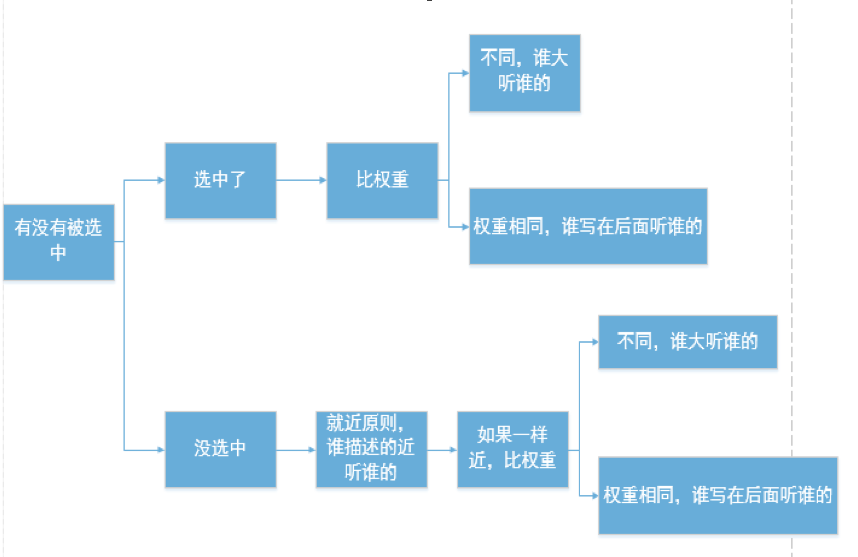 不同，谁大
听谁的
选中了
比权重
有没有被选
中
权重相同，谁写在后面听谁的
不同，谁大听谁的
没选中
就近原则，
谁描述的近
听谁的
如果一样
近，比权重
权重相同，谁写在后面听谁的